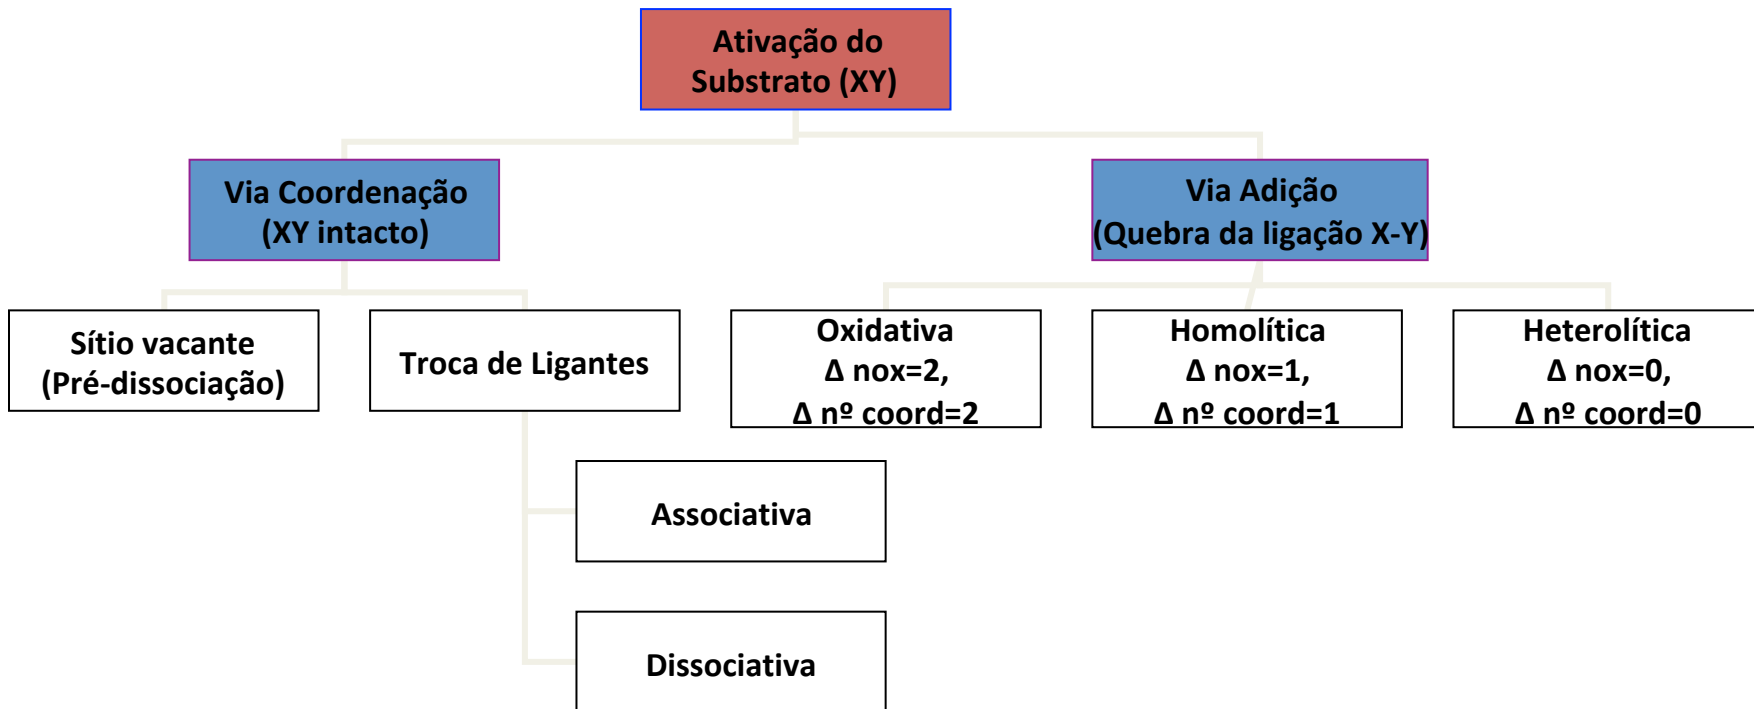 Ativação do
Substrato (XY)
Via Coordenação
(XY intacto)
Via Adição
(Quebra da ligação X-Y)
Sítio vacante
(Pré-dissociação)
Troca de Ligantes
Oxidativa
Δ nox=2,
Δ nº coord=2
Homolítica
Δ nox=1,
Δ nº coord=1
Heterolítica
Δ nox=0,
Δ nº coord=0
Associativa
Dissociativa